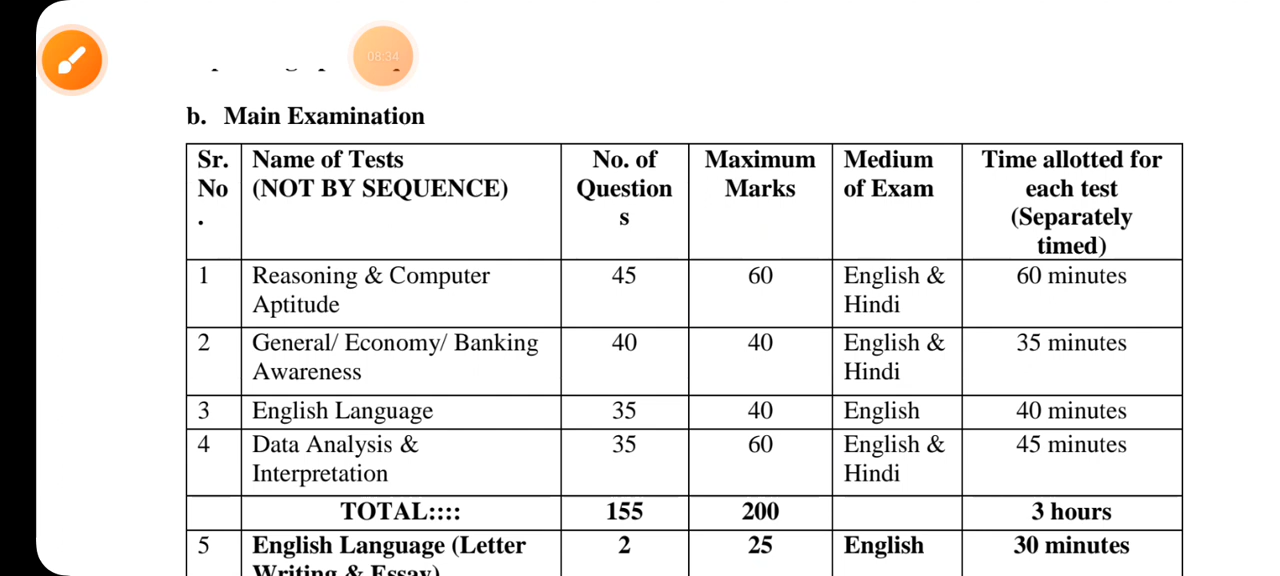 08:34
b. Main Examination
Sr. No . | Name of Tests (NOT BY SEQUENCE) | No. of Question s | Maximum Marks | Medium of Exam | Time allotted for each test (Separately timed)
1 | Reasoning & Computer Aptitude | 45 | 60 | English & Hindi | 60 minutes
2 | General/ Economy/ Banking Awareness | 40 | 40 | English & Hindi | 35 minutes
3 | English Language | 35 | 40 | English | 40 minutes
4 | Data Analysis & Interpretation | 35 | 60 | English & Hindi | 45 minutes
TOTAL:::: | 155 | 200 | 3 hours
5 | English Language (Letter Writing & Essay) | 2 | 25 | English | 30 minutes